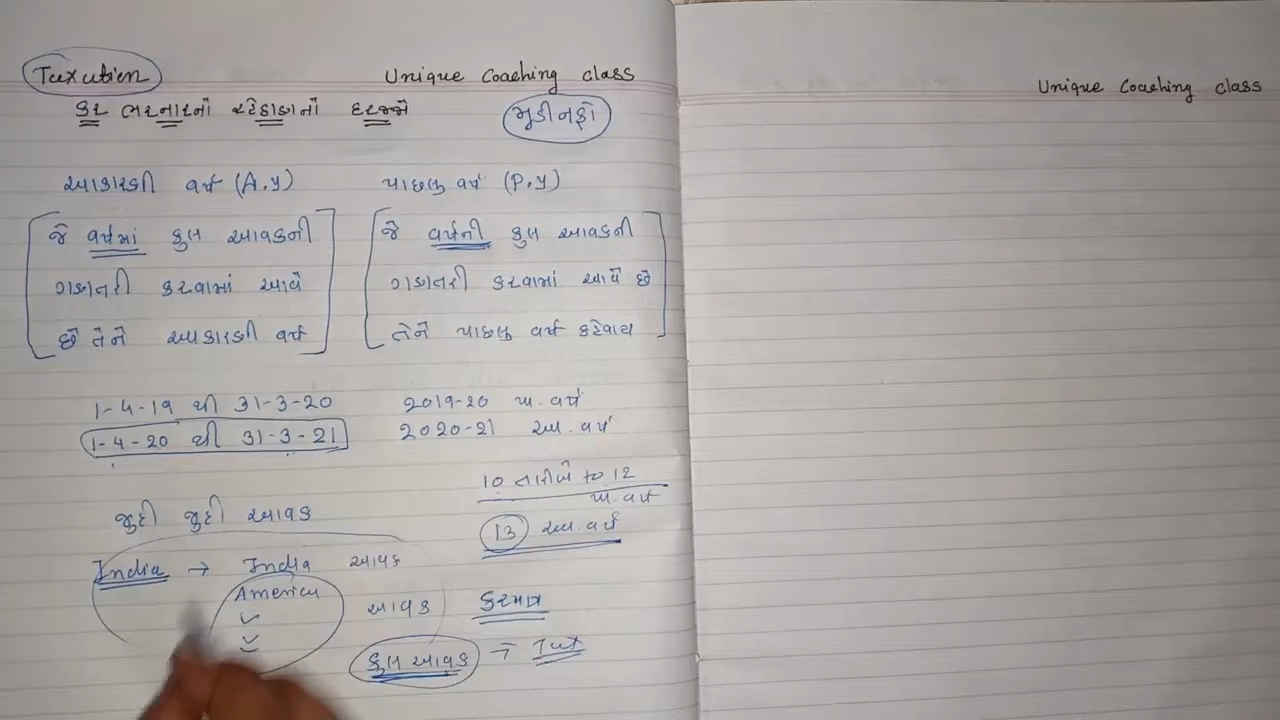 Taxation Unique Coaching Class
કર ભરનારનો રહેઠાણનો દરજ્જો મૂડીનફો
આકારણી વર્ષ (A.y) પાછલુ વર્ષ (P.y)
જે વર્ષમાં કુલ આવકની
ગણતરી કરવામાં આવે
છે તેને આકારણી વર્ષ
જે વર્ષની કુલ આવકની
ગણતરી કરવામાં આવે છે
તેને પાછલુ વર્ષ કહેવાય
1-4-19 થી 31-3-20 2019-20 પા. વર્ષ
1-4-20 થી 31-3-21 2020-21 આ. વર્ષ
10 તારીખે to 12
પા. વર્ષ
13 આ. વર્ષ
જુદી જુદી આવક
India → India આવક
America આવક કરમાત્ર
કુલ આવક = Tax
Unique Coaching Class